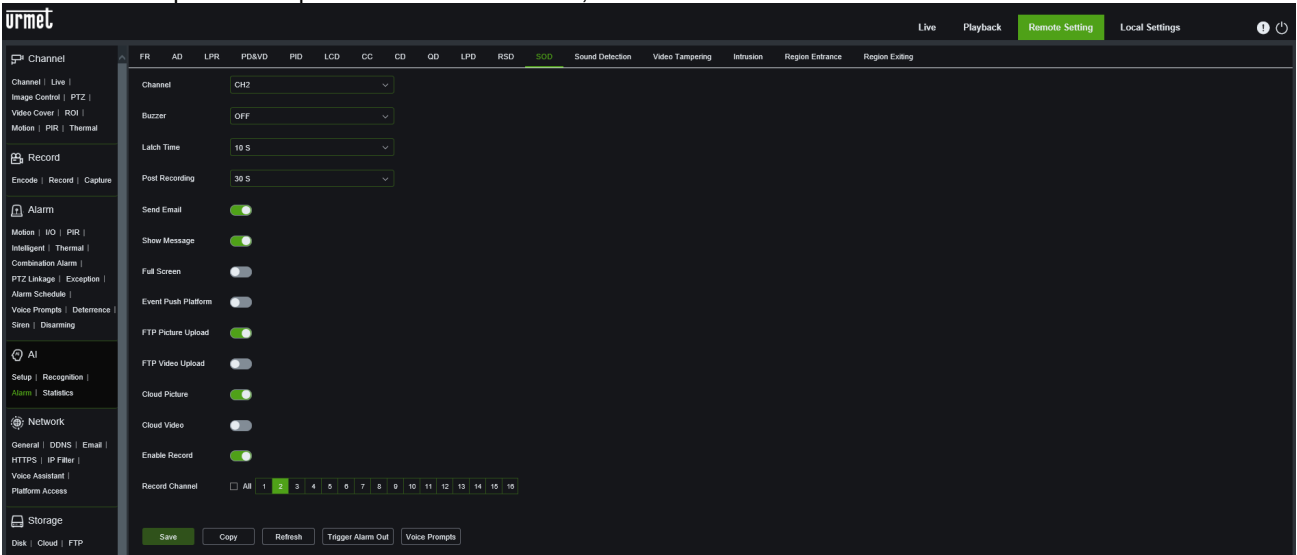 urmet
Live Playback Remote Setting Local Settings
Channel
Channel | Live |
Image Control | PTZ |
Video Cover | ROI |
Motion | PIR | Thermal
Record
Encode | Record | Capture
Alarm
Motion | I/O | PIR |
Intelligent | Thermal |
Combination Alarm |
PTZ Linkage | Exception |
Alarm Schedule |
Voice Prompts | Deterrence |
Siren | Disarming
AI
Setup | Recognition |
Alarm | Statistics
Network
General | DDNS | Email |
HTTPS | IP Filter |
Voice Assistant |
Platform Access
Storage
Disk | Cloud | FTP
FR AD LPR PD&VD PID LCD CC CD QD LPD RSD SOD Sound Detection Video Tampering Intrusion Region Entrance Region Exiting
Channel CH2
Buzzer OFF
Latch Time 10 S
Post Recording 30 S
Send Email
Show Message
Full Screen
Event Push Platform
FTP Picture Upload
FTP Video Upload
Cloud Picture
Cloud Video
Enable Record
Record Channel All 1 2 3 4 5 6 7 8 9 10 11 12 13 14 15 16
Save Copy Refresh Trigger Alarm Out Voice Prompts